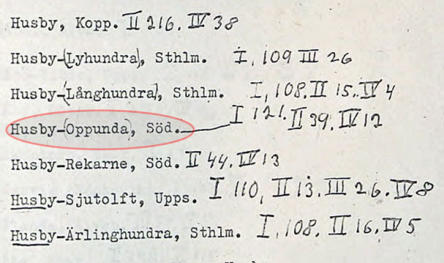 Husby, Kopp. II 216, IV 38
Husby-(Lyhundra), Sthlm. I, 109 III 26
Husby-(Långhundra), Sthlm. I, 108, II 15, IV 4
Husby-(Oppunda), Söd. I 121, II 39, IV 12
Husby-Rekarne, Söd. II 44, IV 13
Husby-Sjutolft, Upps. I 110, II 13, III 26, IV 8
Husby-Ärlinghundra, Sthlm. I, 108, II 16, IV 5